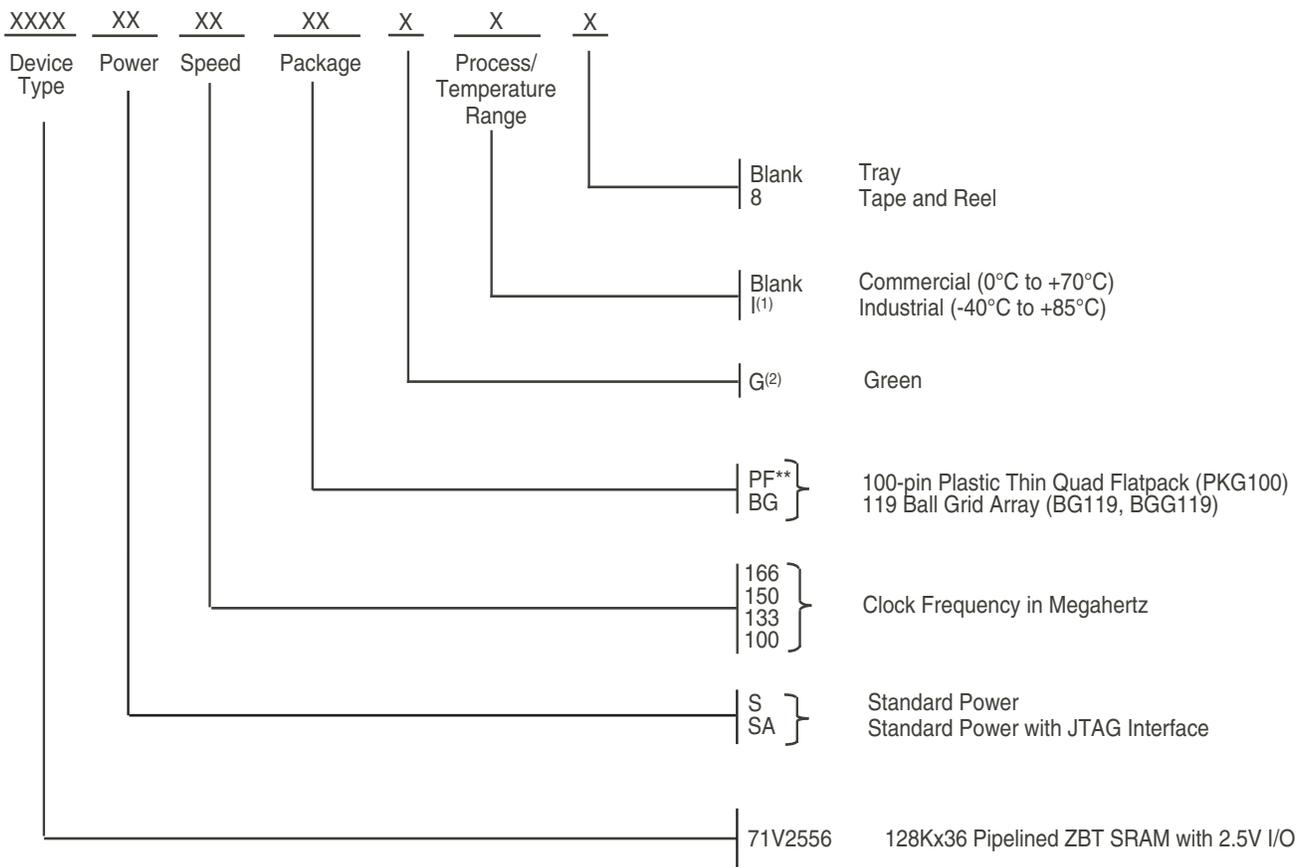 XXXX XX XX XX X X X
Device Type Power Speed Package Process/ Temperature Range
Blank Tray
8 Tape and Reel
Blank Commercial (0°C to +70°C)
I(1) Industrial (-40°C to +85°C)
G(2) Green
PF** 100-pin Plastic Thin Quad Flatpack (PKG100)
BG 119 Ball Grid Array (BG119, BGG119)
166
150
133
100
Clock Frequency in Megahertz
S Standard Power
SA Standard Power with JTAG Interface
71V2556 128Kx36 Pipelined ZBT SRAM with 2.5V I/O